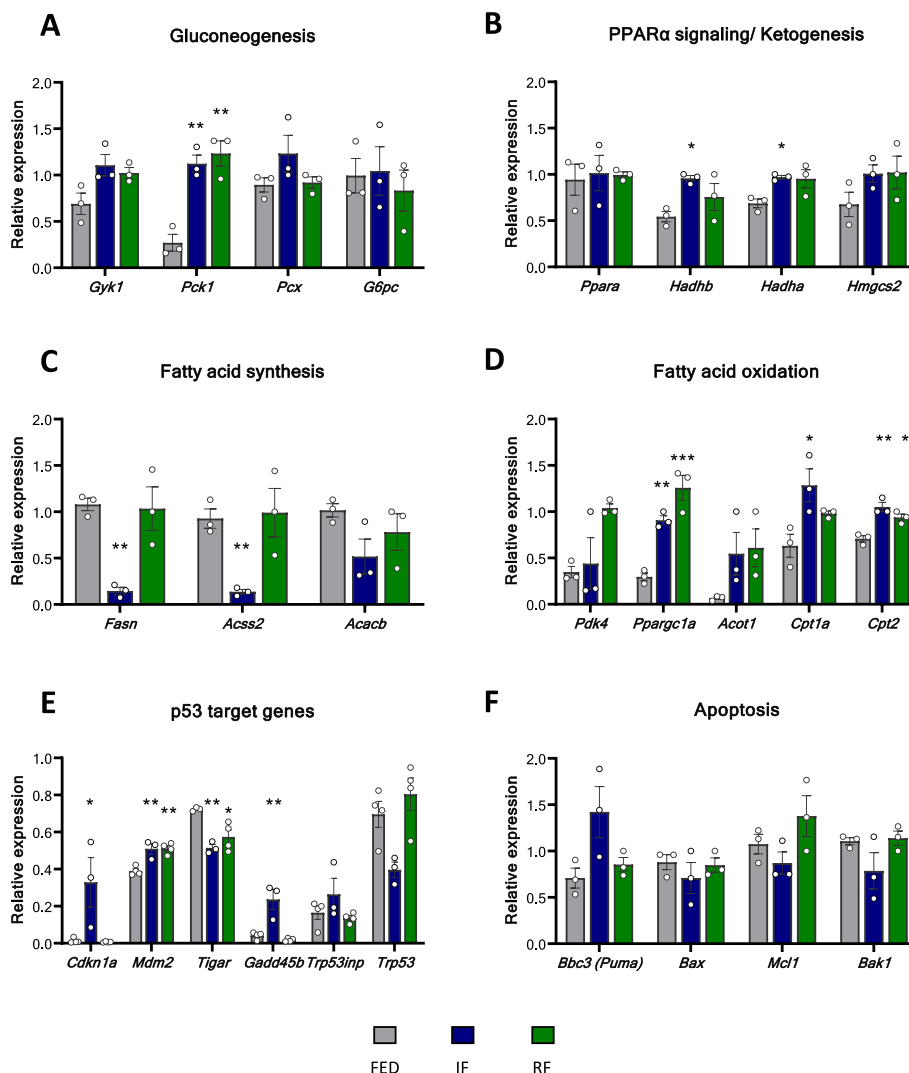 A
Gluconeogenesis
Relative expression
2.0
1.5
1.0
0.5
0.0
** **
Gyk1 Pck1 Pcx G6pc
B
PPARα signaling/ Ketogenesis
Relative expression
2.0
1.5
1.0
0.5
0.0
* *
Ppara Hadhb Hadha Hmgcs2
C
Fatty acid synthesis
Relative expression
2.0
1.5
1.0
0.5
0.0
** **
Fasn Acss2 Acacb
D
Fatty acid oxidation
Relative expression
2.0
1.5
1.0
0.5
0.0
** *** * ** *
Pdk4 Ppargc1a Acot1 Cpt1a Cpt2
E
p53 target genes
Relative expression
1.0
0.8
0.6
0.4
0.2
0.0
* ** ** ** * **
Cdkn1a Mdm2 Tigar Gadd45b Trp53inp Trp53
F
Apoptosis
Relative expression
2.0
1.5
1.0
0.5
0.0
Bbc3 (Puma) Bax Mcl1 Bak1
FED IF RF